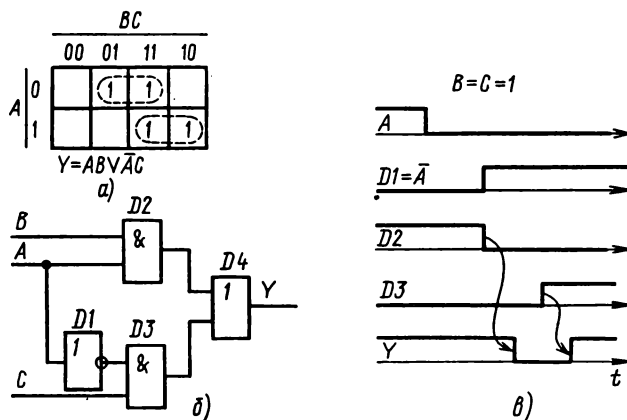 BC
00 01 11 10
A
0 1 1
1 1 1
Y=AB∨A̅C
а)
B=C=1
A
D1=A̅
D2
D3
Y
t
в)
B
A
D2
&
D4
1
Y
D1
1
D3
&
C
б)